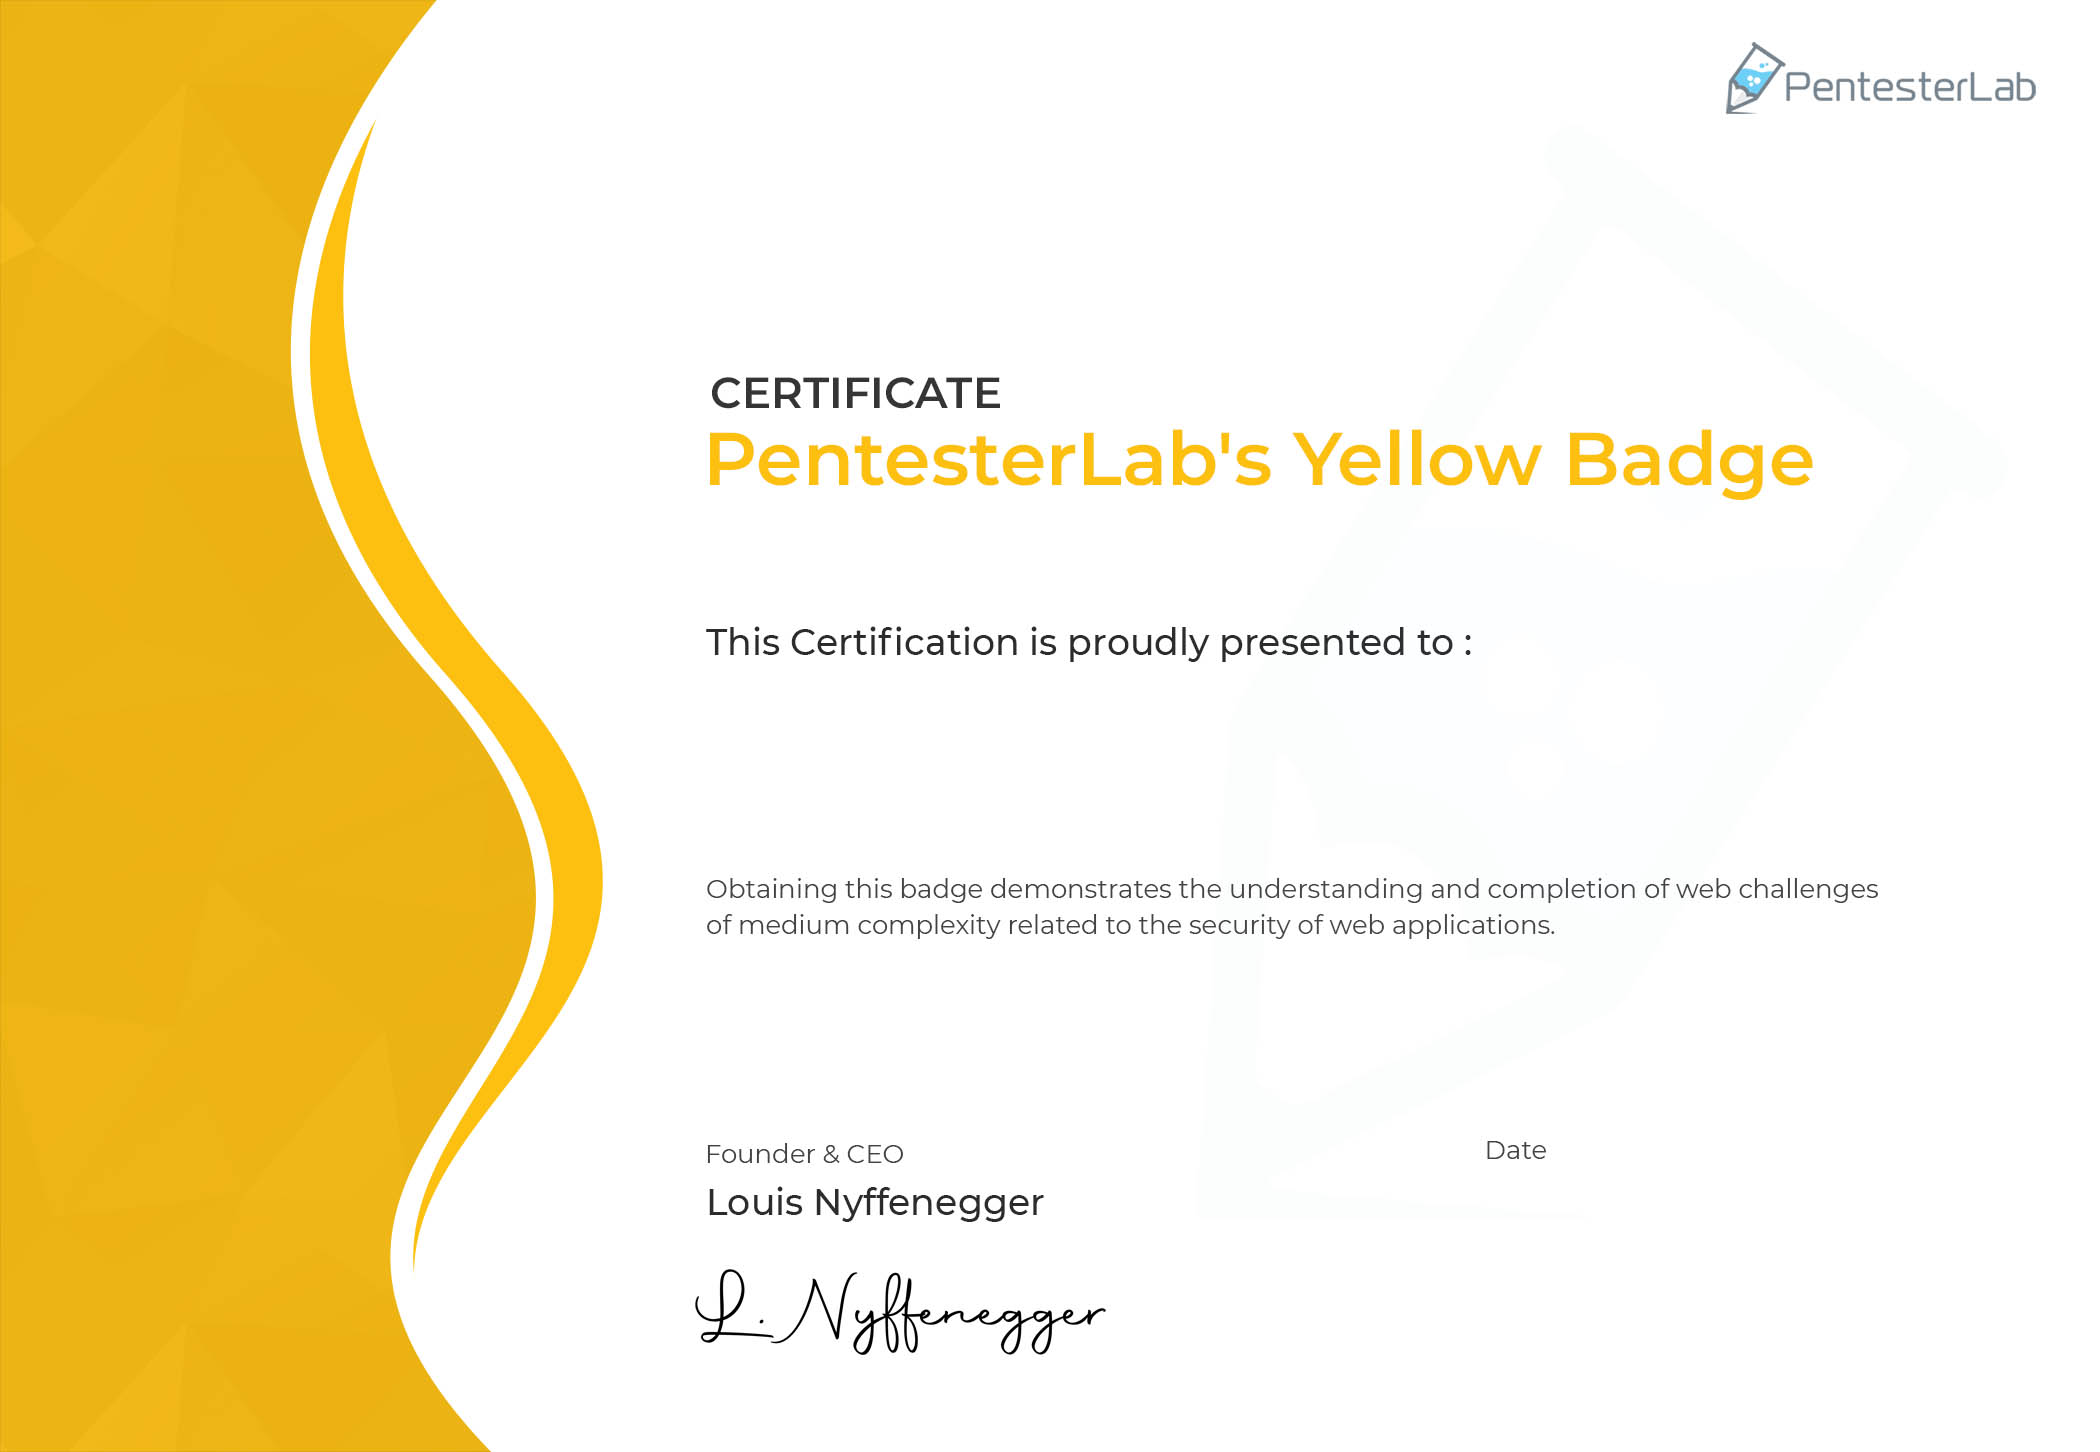 PentesterLab
CERTIFICATE
PentesterLab's Yellow Badge
This Certification is proudly presented to :
Obtaining this badge demonstrates the understanding and completion of web challenges
of medium complexity related to the security of web applications.
Founder & CEO
Date
Louis Nyffenegger
L. Nyffenegger